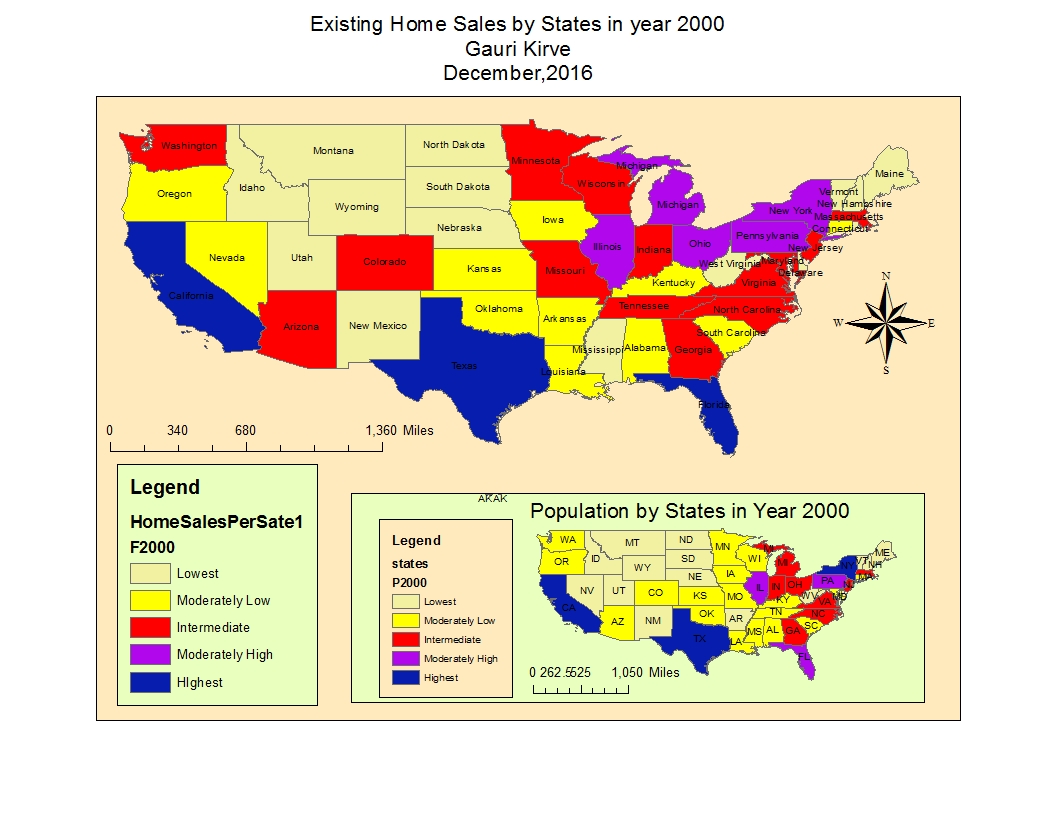 Existing Home Sales by States in year 2000
Gauri Kirve
December,2016
Washington
Montana
North Dakota
Minnesota
Michigan
Maine
Oregon
Idaho
South Dakota
Wisconsin
Vermont
New Hampshire
Wyoming
Michigan
New York
Massachusetts
Iowa
Connecticut
Nebraska
Pennsylvania
Nevada
Utah
Colorado
Illinois
Indiana
Ohio
New Jersey
Kansas
Missouri
West Virginia
Maryland
Delaware
California
Kentucky
Virginia
Arizona
New Mexico
Oklahoma
Arkansas
Tennessee
North Carolina
South Carolina
Texas
Louisiana
Mississippi
Alabama
Georgia
Florida
N
W
E
S
0 340 680 1,360 Miles
Legend
HomeSalesPerSate1
F2000
Lowest
Moderately Low
Intermediate
Moderately High
HIghest
AKAK
Population by States in Year 2000
Legend
states
P2000
Lowest
Moderately Low
Intermediate
Moderately High
Highest
WA
MT
ND
MN
ME
OR
ID
SD
WI
MI
NY
VT
NH
WY
IA
NE
PA
NJ
NV
UT
CO
KS
MO
IL
IN
OH
WV
VA
CA
KY
AZ
NM
OK
AR
TN
NC
SC
TX
LA
MS
AL
GA
FL
0 262.5525 1,050 Miles